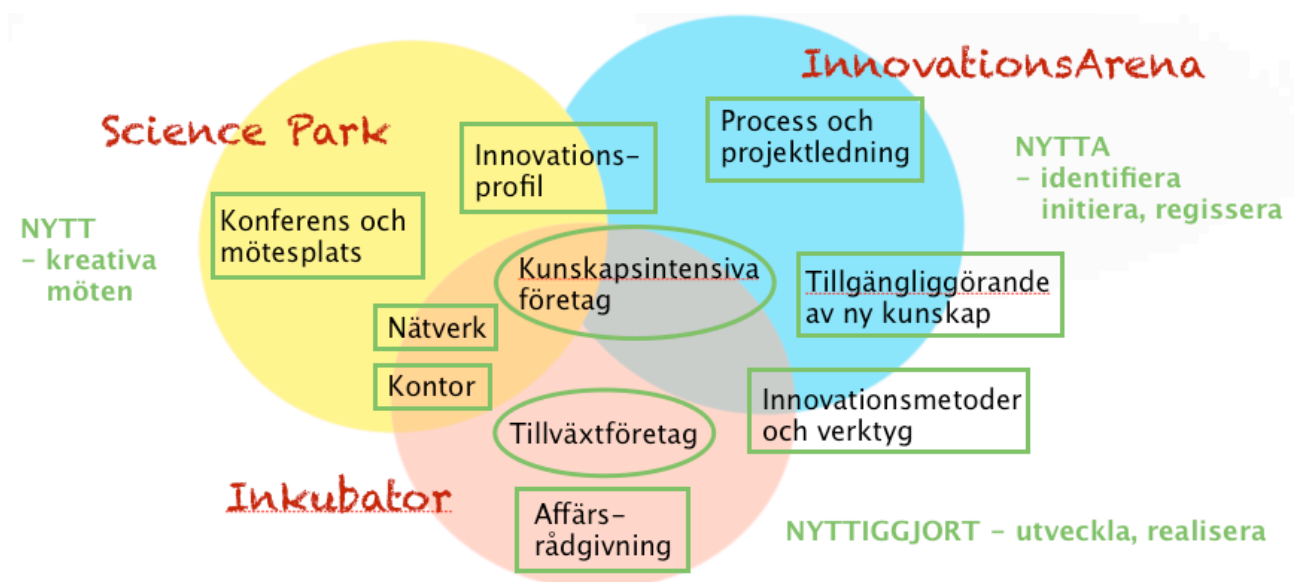 InnovationsArena
Science Park
Process och
projektledning
Innovations-
profil
NYTTA
- identifiera
initiera, regissera
Konferens och
mötesplats
NYTT
- kreativa
möten
Kunskapsintensiva
företag
Tillgängliggörande
av ny kunskap
Nätverk
Kontor
Innovationsmetoder
och verktyg
Tillväxtföretag
Inkubator
Affärs-
rådgivning
NYTTIGGJORT – utveckla, realisera